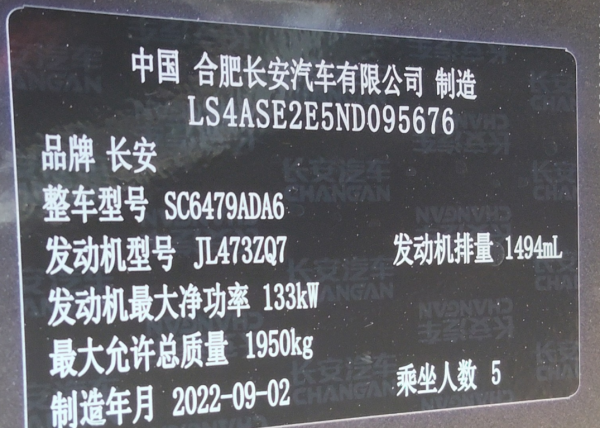 中国 合肥长安汽车有限公司 制造
LS4ASE2E5ND095676
品牌 长安
整车型号 SC6479ADA6
发动机型号 JL473ZQ7 发动机排量 1494mL
发动机最大净功率 133kW
最大允许总质量 1950kg
制造年月 2022-09-02 乘坐人数 5